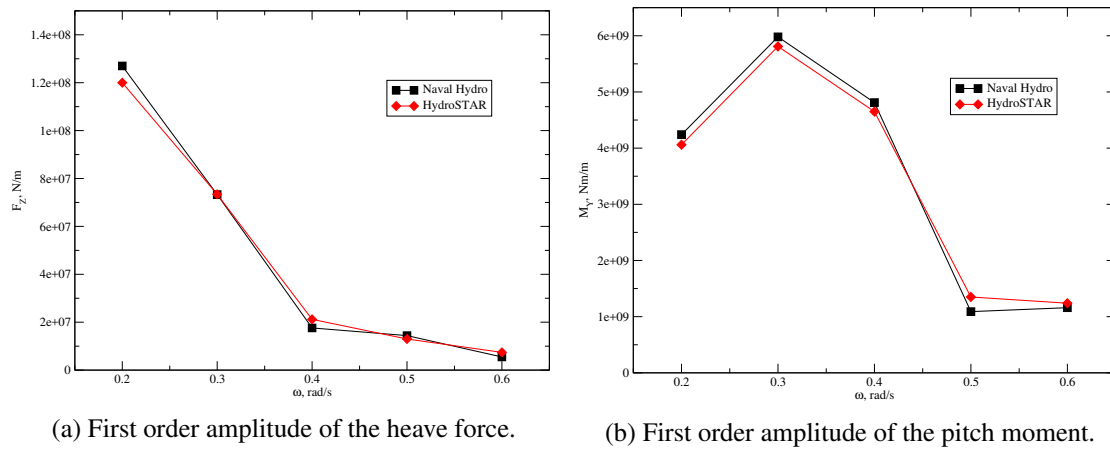 1.4e+08
1.2e+08
1e+08
8e+07
6e+07
4e+07
2e+07
0
F_Z, N/m
0.2 0.3 0.4 0.5 0.6
ω, rad/s
Naval Hydro
HydroSTAR
(a) First order amplitude of the heave force.
6e+09
5e+09
4e+09
3e+09
2e+09
1e+09
0
M_Y, Nm/m
0.2 0.3 0.4 0.5 0.6
ω, rad/s
Naval Hydro
HydroSTAR
(b) First order amplitude of the pitch moment.